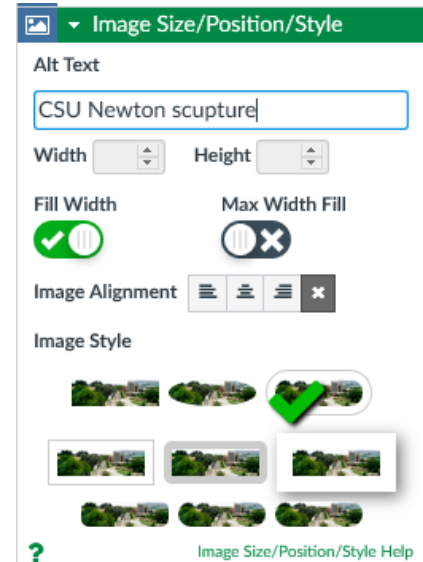 Image Size/Position/Style
Alt Text
CSU Newton scupture
Width Height
Fill Width Max Width Fill
Image Alignment
Image Style
? Image Size/Position/Style Help